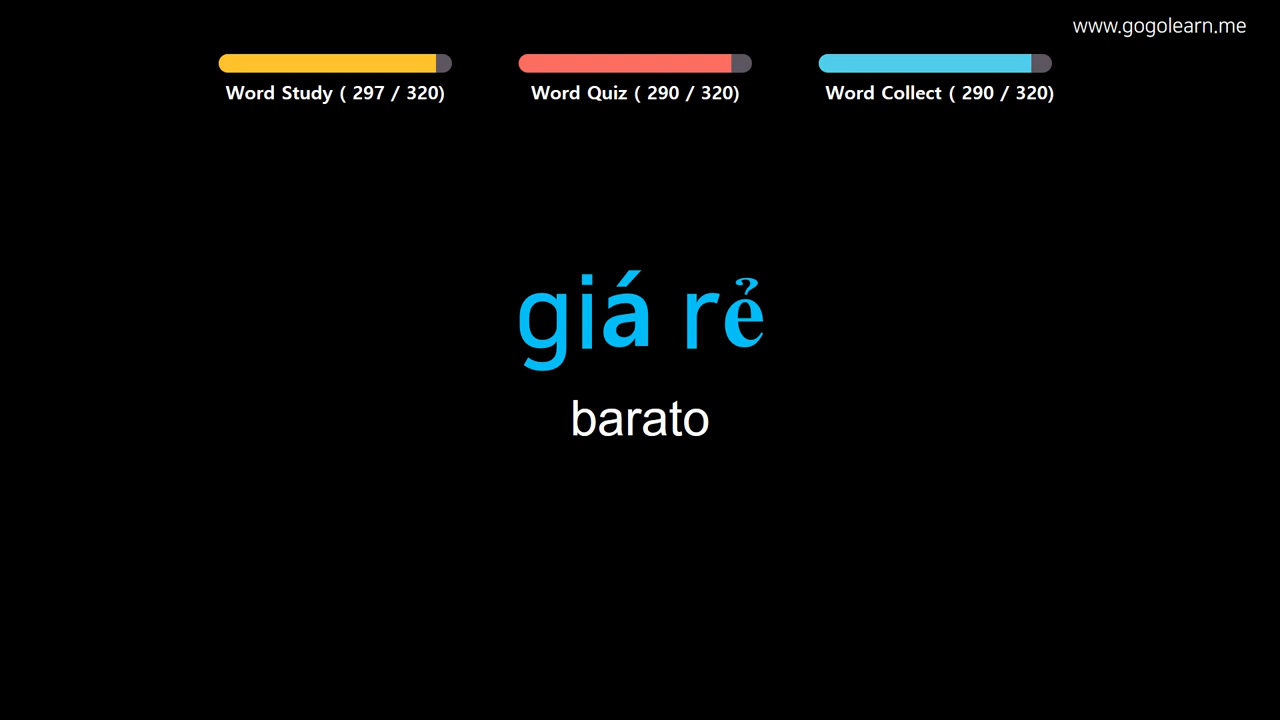 www.gogolearn.me
Word Study ( 297 / 320)
Word Quiz ( 290 / 320)
Word Collect ( 290 / 320)
giá rẻ
barato